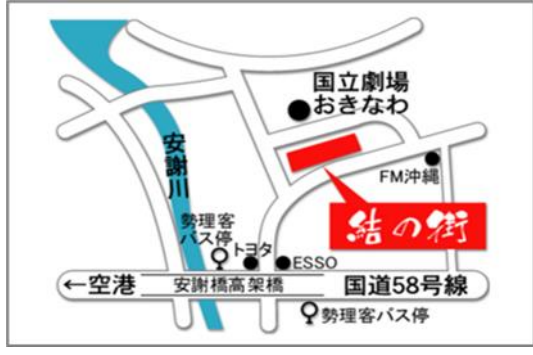 国立劇場
おきなわ
安謝川
FM沖縄
結の街
勢理客
バス停
トヨタ
ESSO
←空港
安謝橋高架橋
国道58号線
勢理客バス停